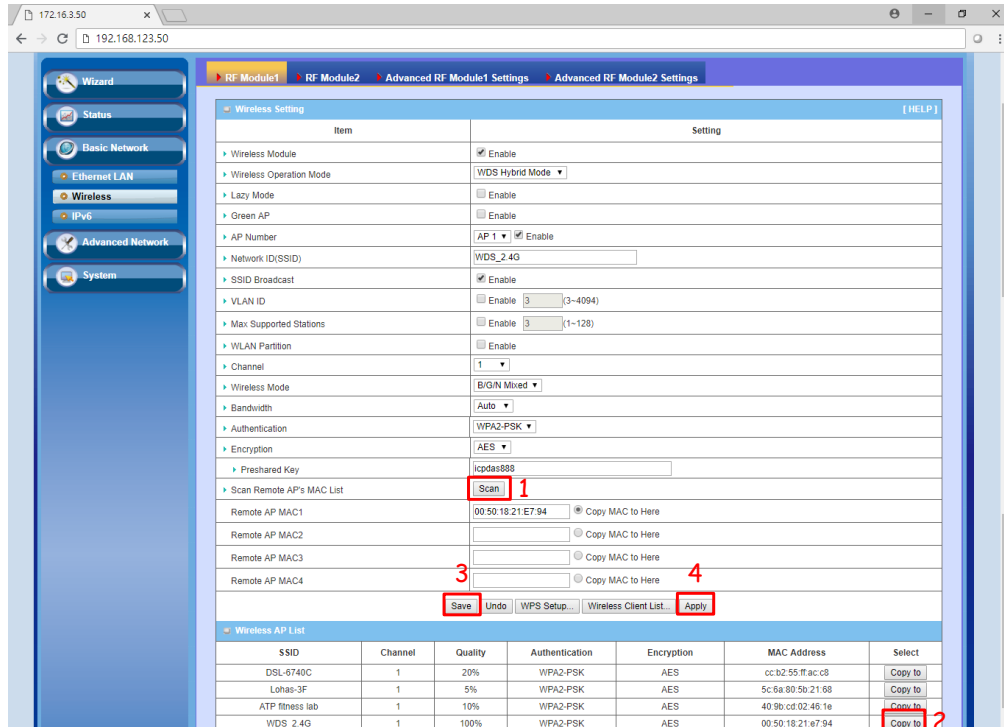 172.16.3.50
192.168.123.50
Wizard
Status
Basic Network
Ethernet LAN
Wireless
IPv6
Advanced Network
System
RF Module1 RF Module2 Advanced RF Module1 Settings Advanced RF Module2 Settings
Wireless Setting [ HELP ]
Item Setting
Wireless Module Enable
Wireless Operation Mode WDS Hybrid Mode
Lazy Mode Enable
Green AP Enable
AP Number AP 1 Enable
Network ID(SSID) WDS_2.4G
SSID Broadcast Enable
VLAN ID Enable 3 (3~4094)
Max Supported Stations Enable 3 (1~128)
WLAN Partition Enable
Channel 1
Wireless Mode B/G/N Mixed
Bandwidth Auto
Authentication WPA2-PSK
Encryption AES
Preshared Key icpdas888
Scan Remote AP's MAC List Scan 1
Remote AP MAC1 00:50:18:21:E7:94 Copy MAC to Here
Remote AP MAC2 Copy MAC to Here
Remote AP MAC3 Copy MAC to Here
Remote AP MAC4 Copy MAC to Here
3 4
Save Undo WPS Setup... Wireless Client List... Apply
Wireless AP List
SSID Channel Quality Authentication Encryption MAC Address Select
DSL-6740C 1 20% WPA2-PSK AES cc:b2:55:ff:ac:c8 Copy to
Lohas-3F 1 5% WPA2-PSK AES 5c:6a:80:5b:21:68 Copy to
ATP fitness lab 1 10% WPA2-PSK AES 40:9b:cd:02:46:1e Copy to
WDS_2.4G 1 100% WPA2-PSK AES 00:50:18:21:e7:94 Copy to 2